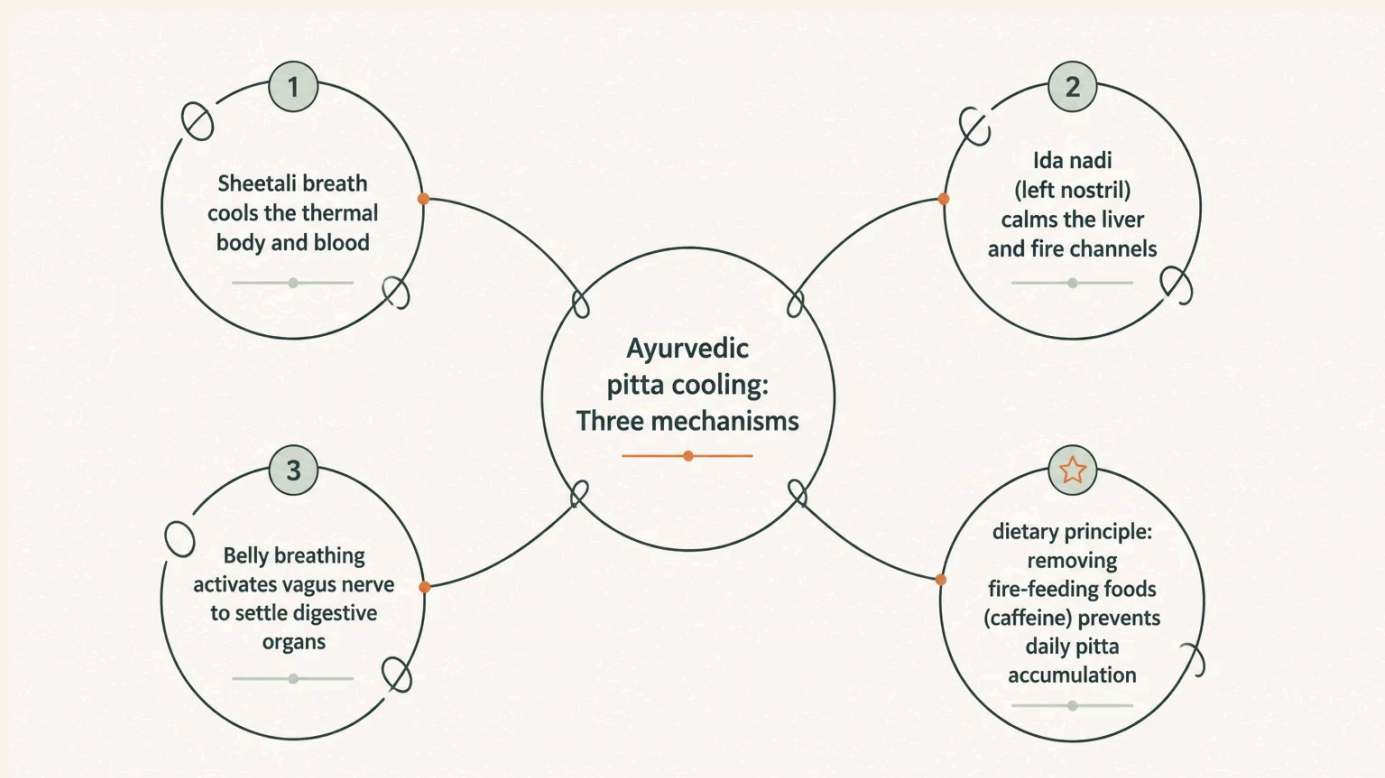 1
Sheetali breath
cools the thermal
body and blood
2
Ida nadi
(left nostril)
calms the liver
and fire channels
Ayurvedic
pitta cooling:
Three mechanisms
3
Belly breathing
activates vagus nerve
to settle digestive
organs
dietary principle:
removing
fire-feeding foods
(caffeine) prevents
daily pitta
accumulation